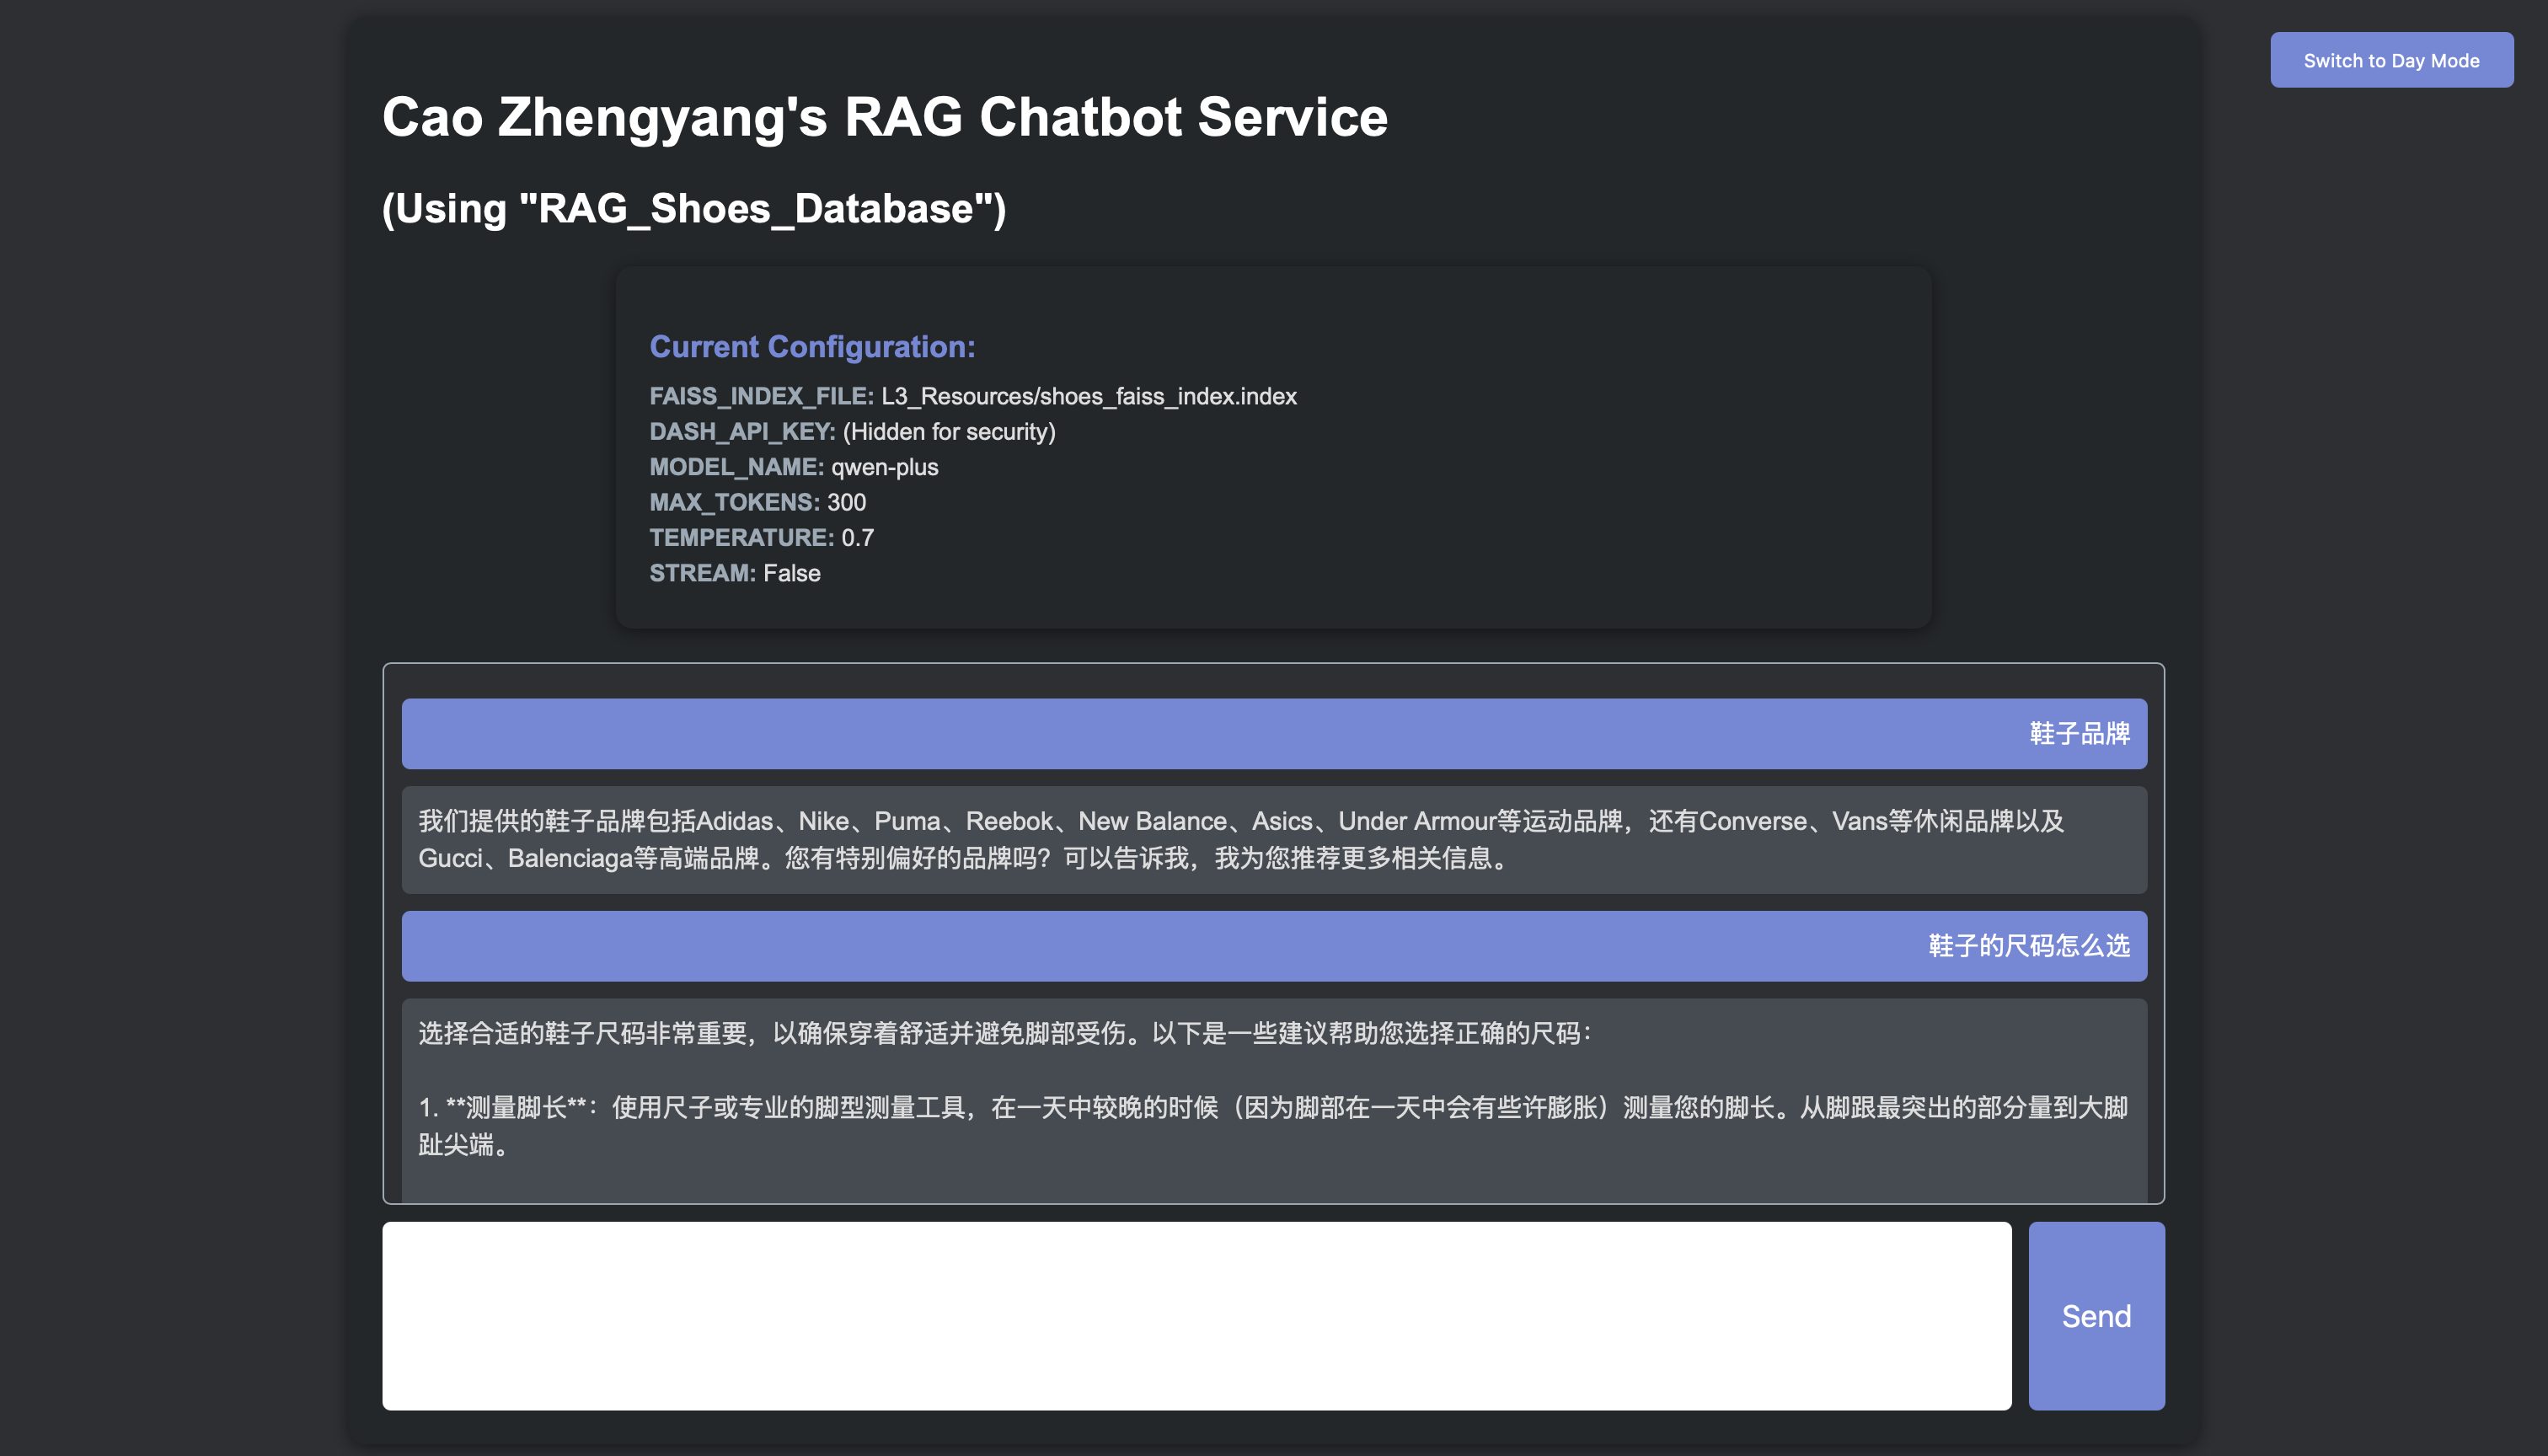 Switch to Day Mode
Cao Zhengyang's RAG Chatbot Service
(Using "RAG_Shoes_Database")
Current Configuration:
FAISS_INDEX_FILE: L3_Resources/shoes_faiss_index.index
DASH_API_KEY: (Hidden for security)
MODEL_NAME: qwen-plus
MAX_TOKENS: 300
TEMPERATURE: 0.7
STREAM: False
鞋子品牌
我们提供的鞋子品牌包括Adidas、Nike、Puma、Reebok、New Balance、Asics、Under Armour等运动品牌，还有Converse、Vans等休闲品牌以及
Gucci、Balenciaga等高端品牌。您有特别偏好的品牌吗？可以告诉我，我为您推荐更多相关信息。
鞋子的尺码怎么选
选择合适的鞋子尺码非常重要，以确保穿着舒适并避免脚部受伤。以下是一些建议帮助您选择正确的尺码：
1. **测量脚长**：使用尺子或专业的脚型测量工具，在一天中较晚的时候（因为脚部在一天中会有些许膨胀）测量您的脚长。从脚跟最突出的部分量到大脚
趾尖端。
Send